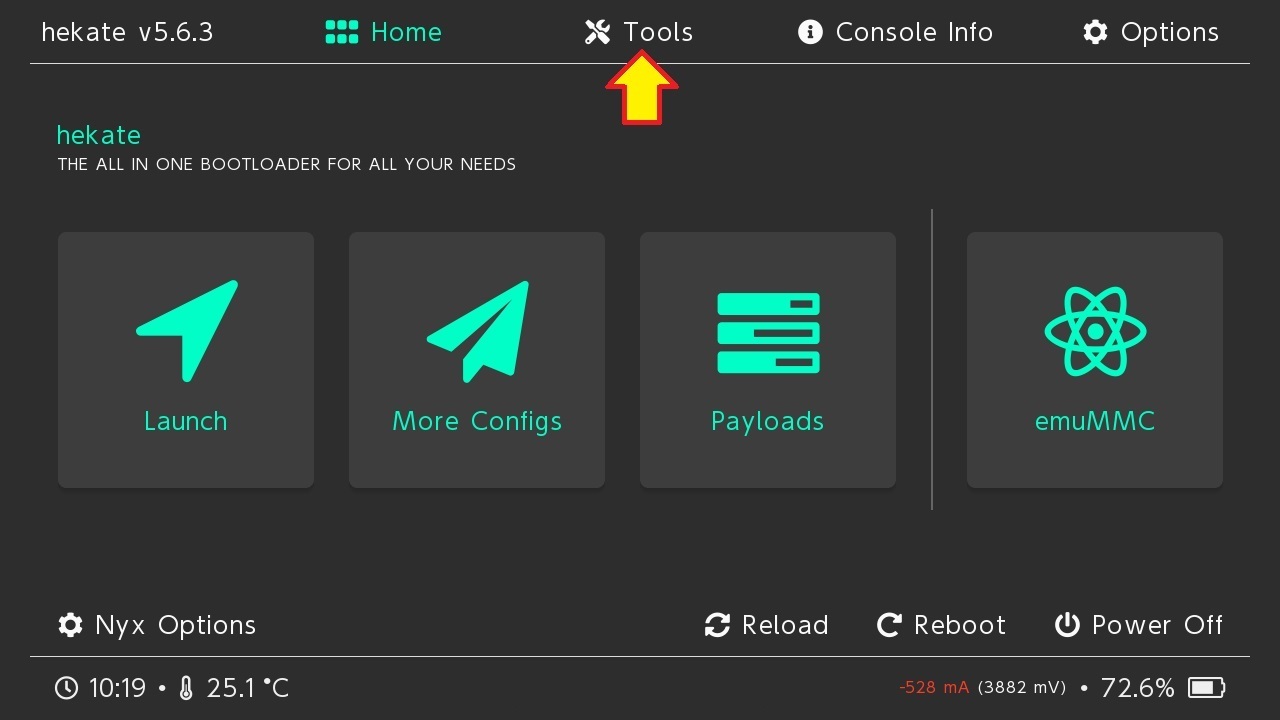 hekate v5.6.3 Home Tools Console Info Options
hekate
THE ALL IN ONE BOOTLOADER FOR ALL YOUR NEEDS
Launch More Configs Payloads emuMMC
Nyx Options Reload Reboot Power Off
10:19 • 25.1 °C -528 mA (3882 mV) • 72.6%